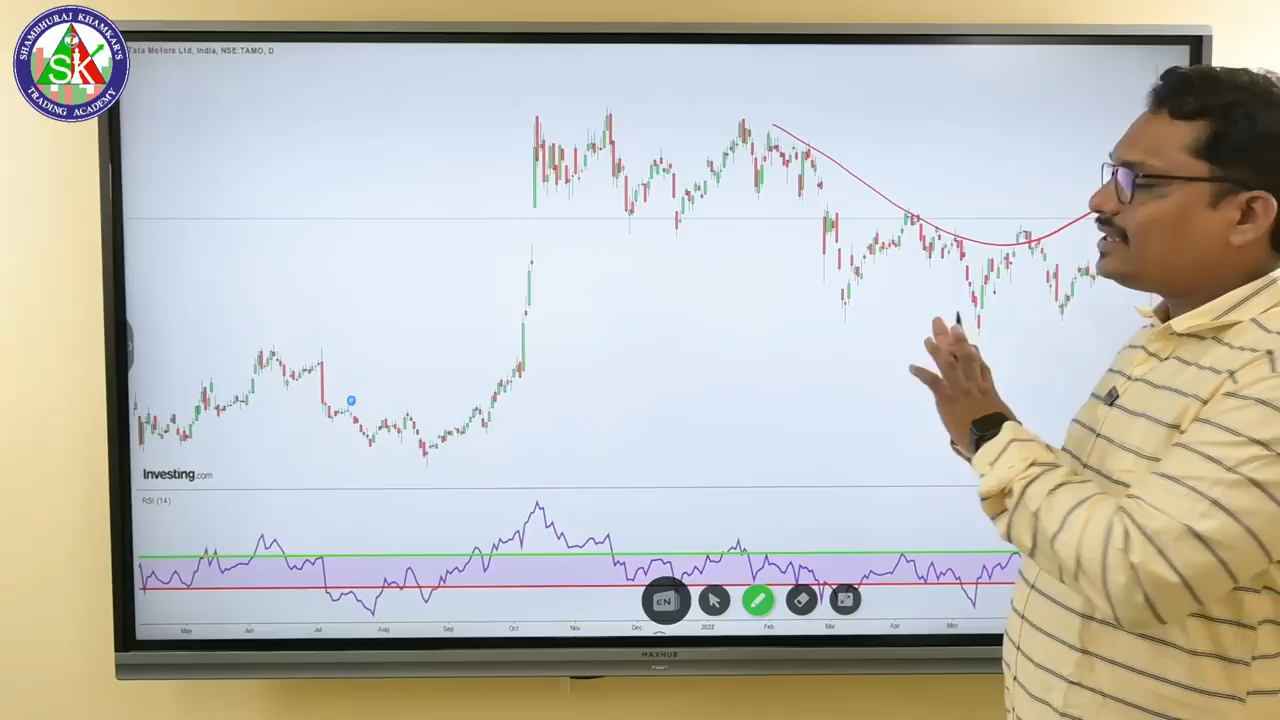 SHAMBHURAJ KHAMKAR'S
SK
TRADING ACADEMY
Tata Motors Ltd, India, NSE:TAMO, D
P
Investing.com
RSI (14)
EN
May Jun Jul Aug Sep Oct Nov Dec 2022 Feb Mar Apr May
MAXHUB